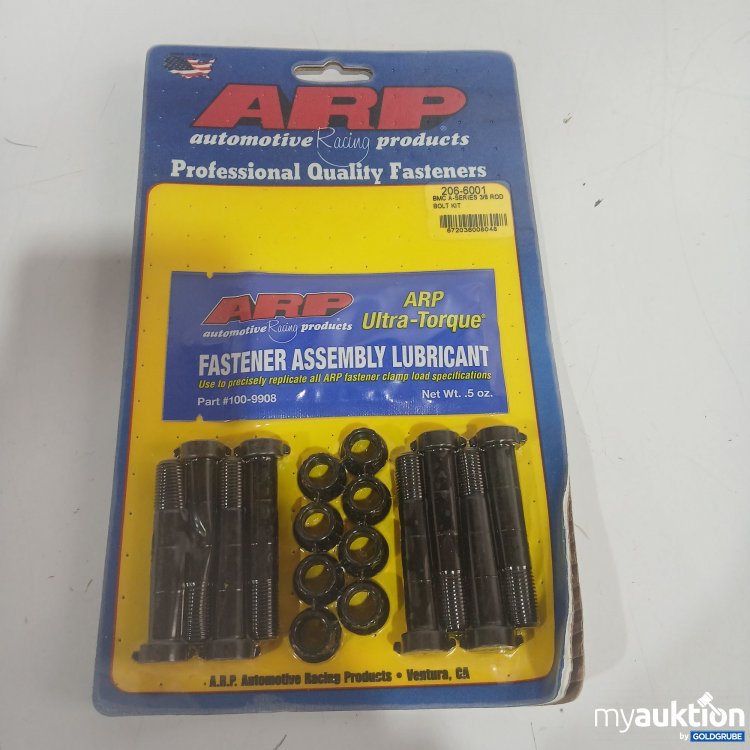 ARP
automotive Racing products
Professional Quality Fasteners
206-6001
BMC A-SERIES 3/8 ROD
BOLT KIT
672036008048
ARP
automotive Racing products
ARP
Ultra-Torque
FASTENER ASSEMBLY LUBRICANT
Use to precisely replicate all ARP fastener clamp load specifications
Part #100-9908
Net Wt. .5 oz.
A.R.P. Automotive Racing Products • Ventura, CA
myauktion
by GOLDGRUBE